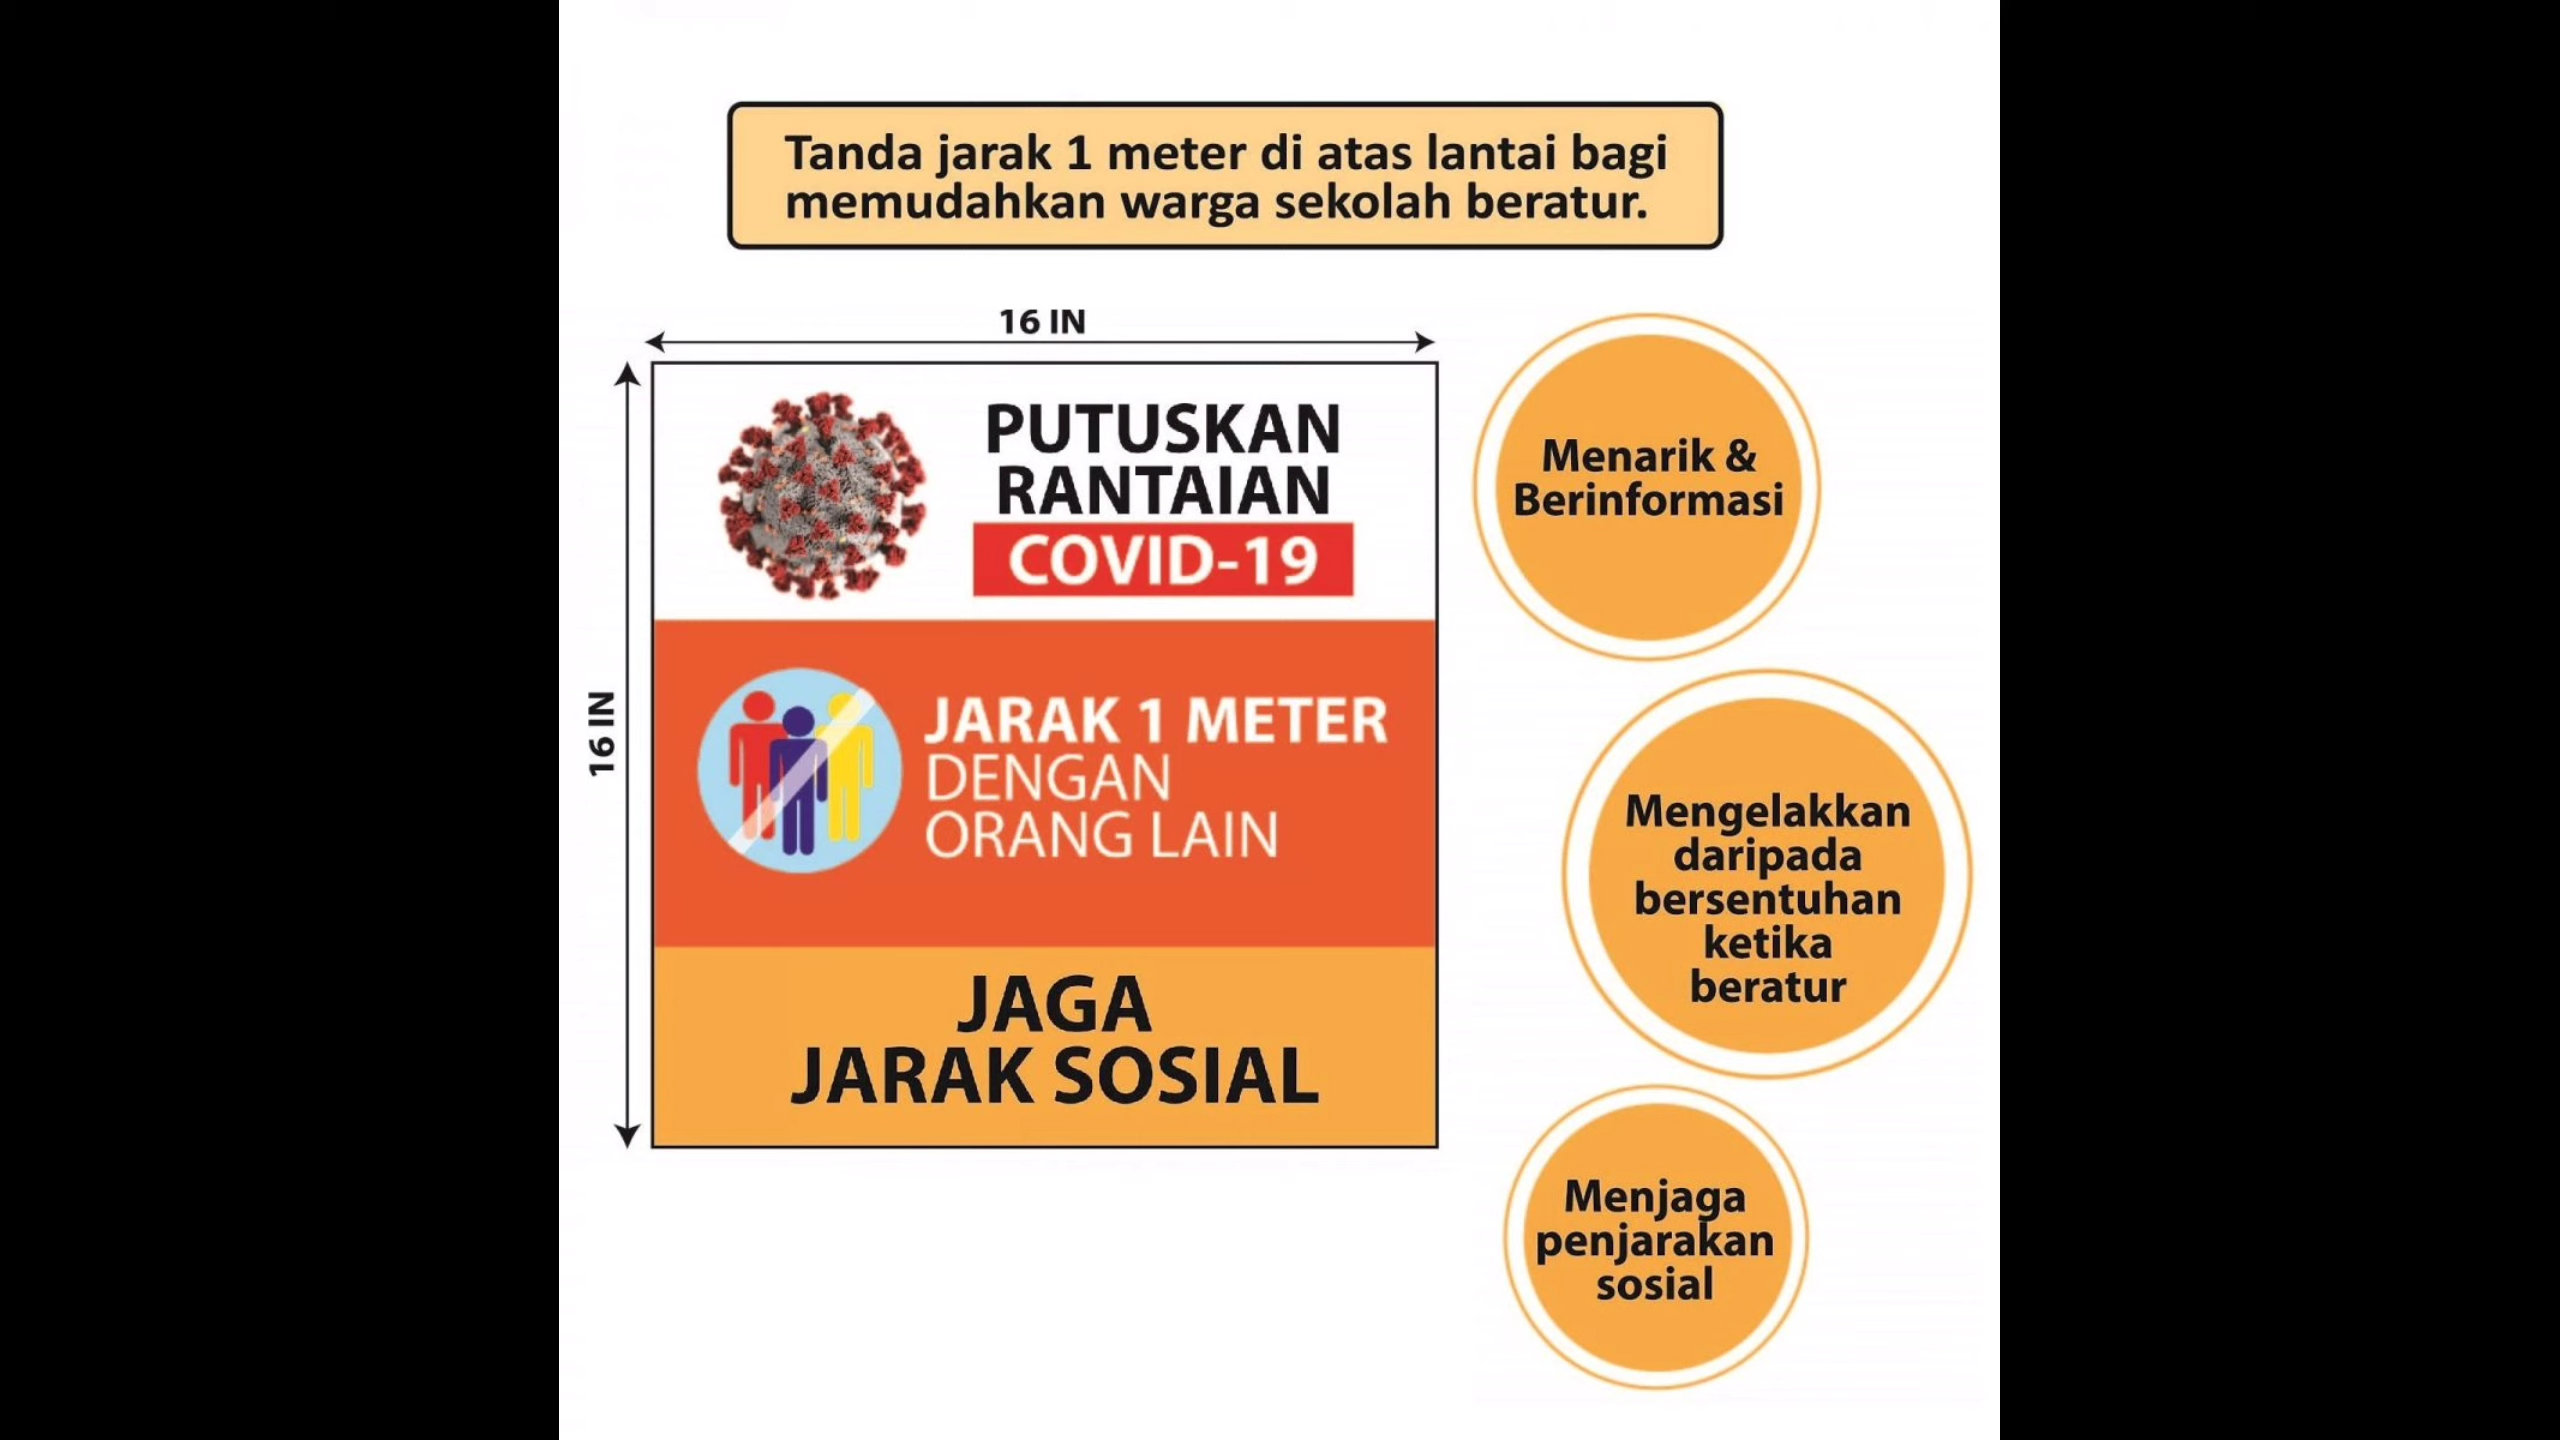 Tanda jarak 1 meter di atas lantai bagi
memudahkan warga sekolah beratur.
16 IN
16 IN
PUTUSKAN
RANTAIAN
COVID-19
JARAK 1 METER
DENGAN
ORANG LAIN
JAGA
JARAK SOSIAL
Menarik &
Berinformasi
Mengelakkan
daripada
bersentuhan
ketika
beratur
Menjaga
penjarakan
sosial